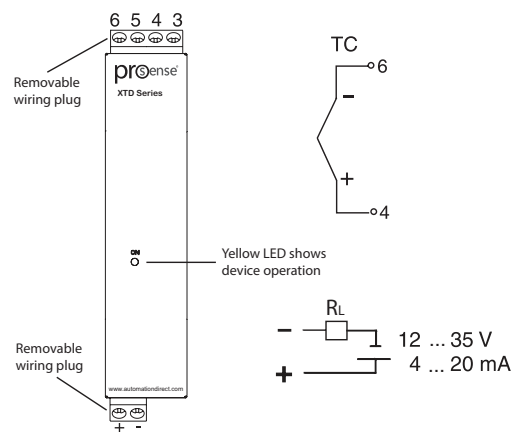 6 5 4 3
prosense®
XTD Series
Removable
wiring plug
ON
Yellow LED shows
device operation
Removable
wiring plug
www.automationdirect.com
+ -
TC
6
-
+
4
RL
- 
+
12 ... 35 V
4 ... 20 mA